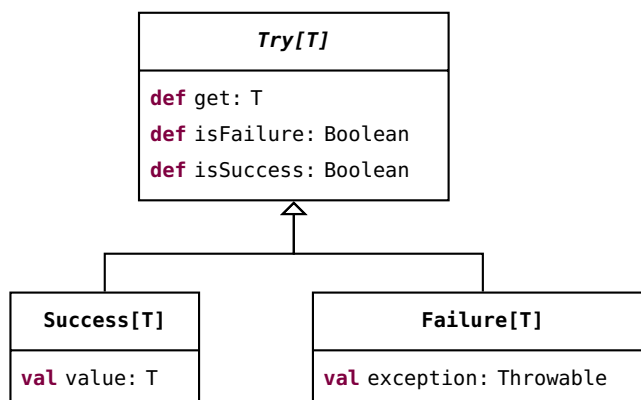 Try[T]
def get: T
def isFailure: Boolean
def isSuccess: Boolean
Success[T]
val value: T
Failure[T]
val exception: Throwable